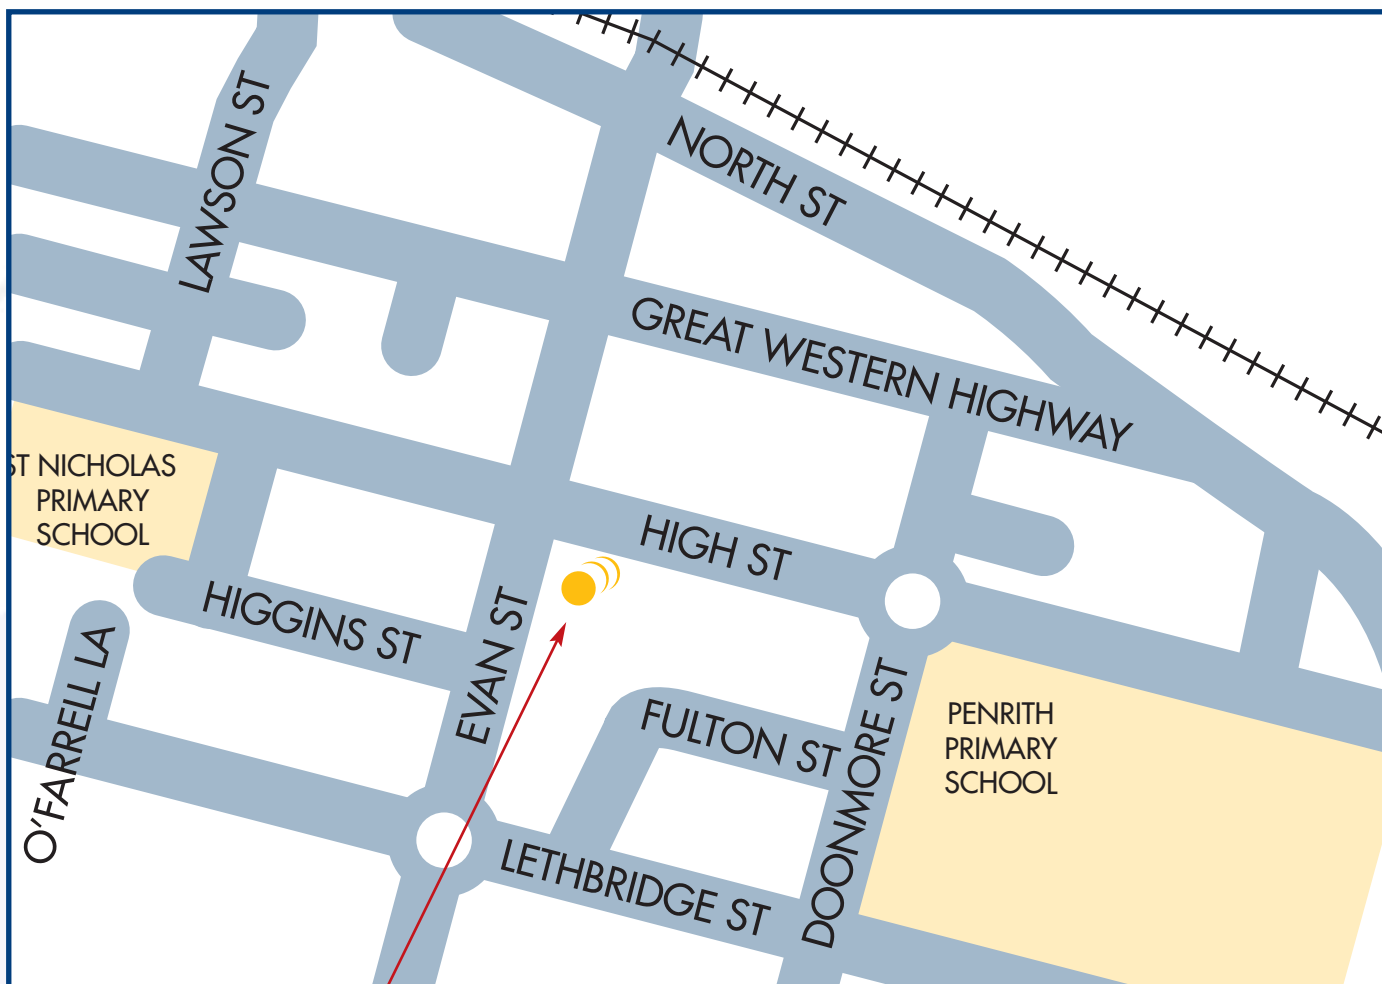 LAWSON ST
NORTH ST
GREAT WESTERN HIGHWAY
ST NICHOLAS
PRIMARY
SCHOOL
HIGH ST
HIGGINS ST
EVAN ST
O'FARRELL LA
FULTON ST
DOONMORE ST
PENRITH
PRIMARY
SCHOOL
LETHBRIDGE ST